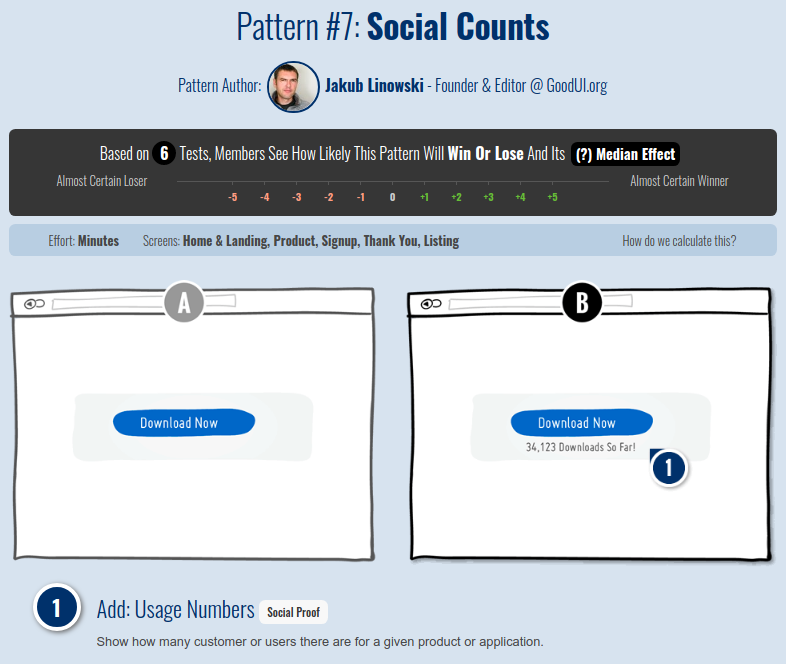 Pattern #7: Social Counts
Pattern Author: Jakub Linowski - Founder & Editor @ GoodUI.org
Based on 6 Tests, Members See How Likely This Pattern Will Win Or Lose And Its (?) Median Effect
Almost Certain Loser
Almost Certain Winner
-5 -4 -3 -2 -1 0 +1 +2 +3 +4 +5
Effort: Minutes Screens: Home & Landing, Product, Signup, Thank You, Listing How do we calculate this?
A
Download Now
B
Download Now
34,123 Downloads So Far!
1
1 Add: Usage Numbers Social Proof
Show how many customer or users there are for a given product or application.